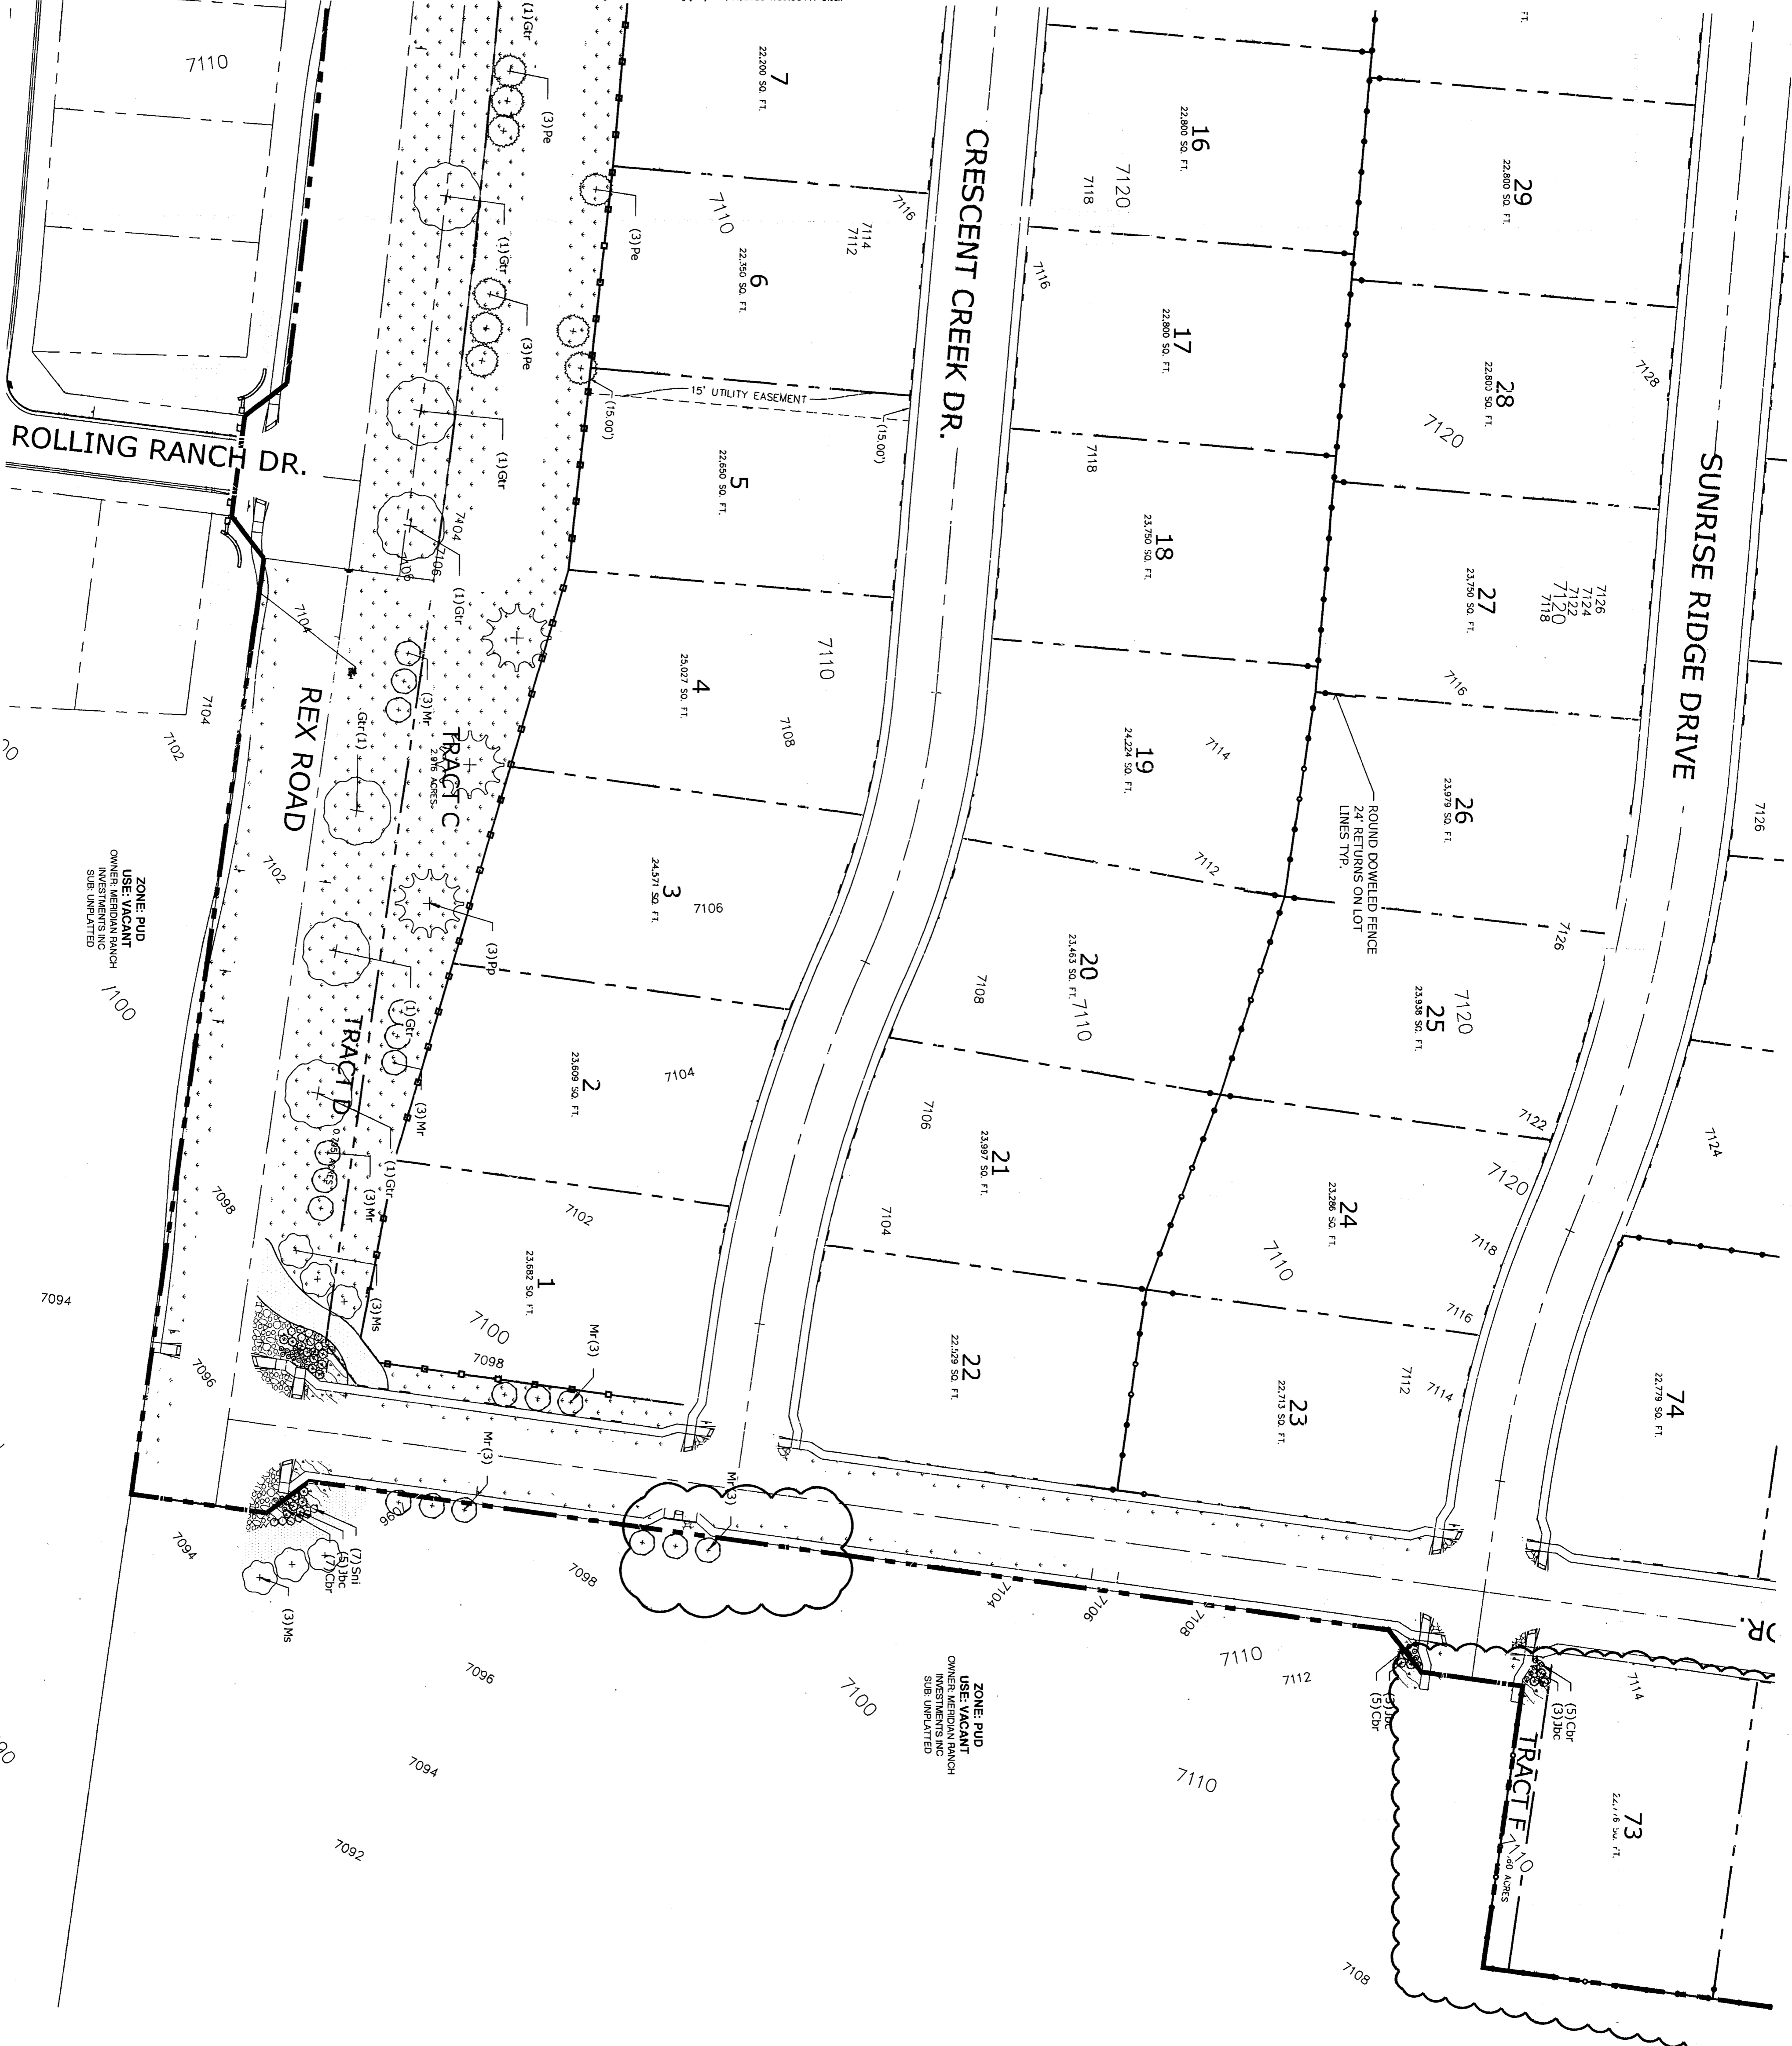 7110
(1)Gtr
(3)Pe
7
22,200 SQ. FT.
CRESCENT CREEK DR.
16
22,800 SQ. FT.
7120
7118
FT.
29
22,800 SQ. FT.
(1)Gtr
(3)Pe
(3)Pe
7110
7116
7114
7112
6
22,350 SQ. FT.
7116
17
22,800 SQ. FT.
28
22,800 SQ. FT.
7128
7120
15' UTILITY EASEMENT
(15.00')
(15.00')
ROLLING RANCH DR.
(1)Gtr
5
22,650 SQ. FT.
7118
18
23,750 SQ. FT.
27
23,750 SQ. FT.
7126
7124
7122
7120
7118
SUNRISE RIDGE DRIVE
7104
7106
7106
(1)Gtr
7104
7104
7102
REX ROAD
Gtr(1)
(3)Mr
TRACT C
2.976 ACRES
4
25,027 SQ. FT.
7110
7108
19
24,224 SQ. FT.
7114
7116
26
23,979 SQ. FT.
7126
ROUND DOWELED FENCE
24' RETURNS ON LOT
LINES TYP.
7112
7102
3
24,571 SQ. FT.
7106
(3)Pp
ZONE: PUD
USE: VACANT
OWNER: MERIDIAN RANCH
INVESTMENTS INC
SUB: UNPLATTED
7100
20
23,463 SQ. FT.
7110
7108
7126
7120
25
23,938 SQ. FT.
(1)Gtr
TRACT D
2
23,609 SQ. FT.
7104
(3)Mr
7106
21
23,997 SQ. FT.
7104
7122
7120
24
23,286 SQ. FT.
7110
7118
7124
(1)Gtr
(3)Mr
7098
7102
1
23,682 SQ. FT.
(3)Ms
7100
7098
Mr(3)
7094
7096
22
22,529 SQ. FT.
7116
7112
7114
23
22,713 SQ. FT.
74
22,779 SQ. FT.
Mr(3)
Mr(3)
7096
7094
(7)Sni
(5)Jbc
(7)Cbr
(3)Ms
7098
7104
7106
7108
7110
7112
DR.
7114
7096
7100
ZONE: PUD
USE: VACANT
OWNER: MERIDIAN RANCH
INVESTMENTS INC
SUB: UNPLATTED
(5)Cbr
(5)Cbr
(3)Jbc
TRACT F
7110
ACRES
73
22,776 SQ. FT.
7094
7110
7092
7108